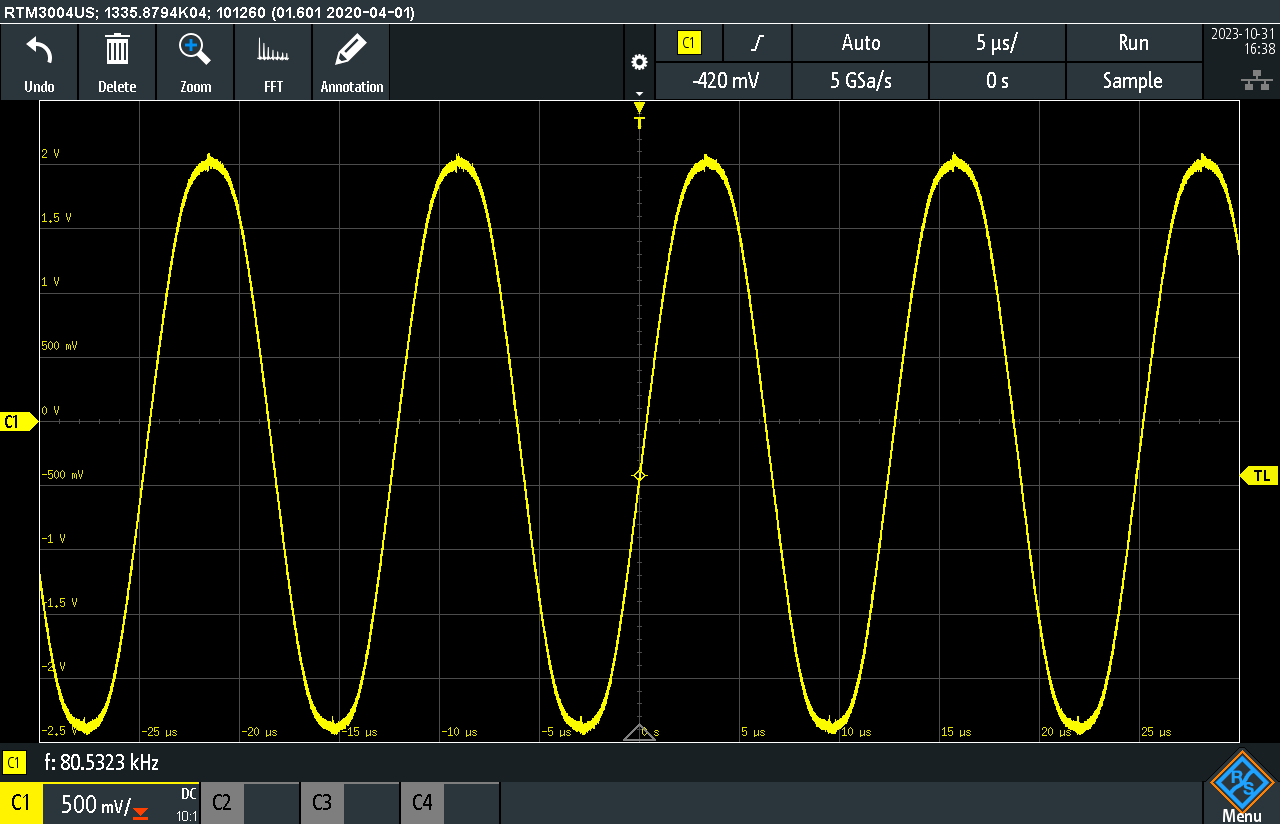 RTM3004US; 1335.8794K04; 101260 (01.601 2020-04-01)
Undo Delete Zoom FFT Annotation
C1 Auto 5 µs/ Run 2023-10-31
16:38
-420 mV 5 GSa/s 0 s Sample
T
2 V
1.5 V
1 V
500 mV
0 V
C1
-500 mV
TL
-1 V
-1.5 V
-2 V
-2.5 V -25 µs -20 µs -15 µs -10 µs -5 µs 0 s 5 µs 10 µs 15 µs 20 µs 25 µs
C1 f: 80.5323 kHz
C1 500 mV/ DC C2 C3 C4
10:1
R S
Menu